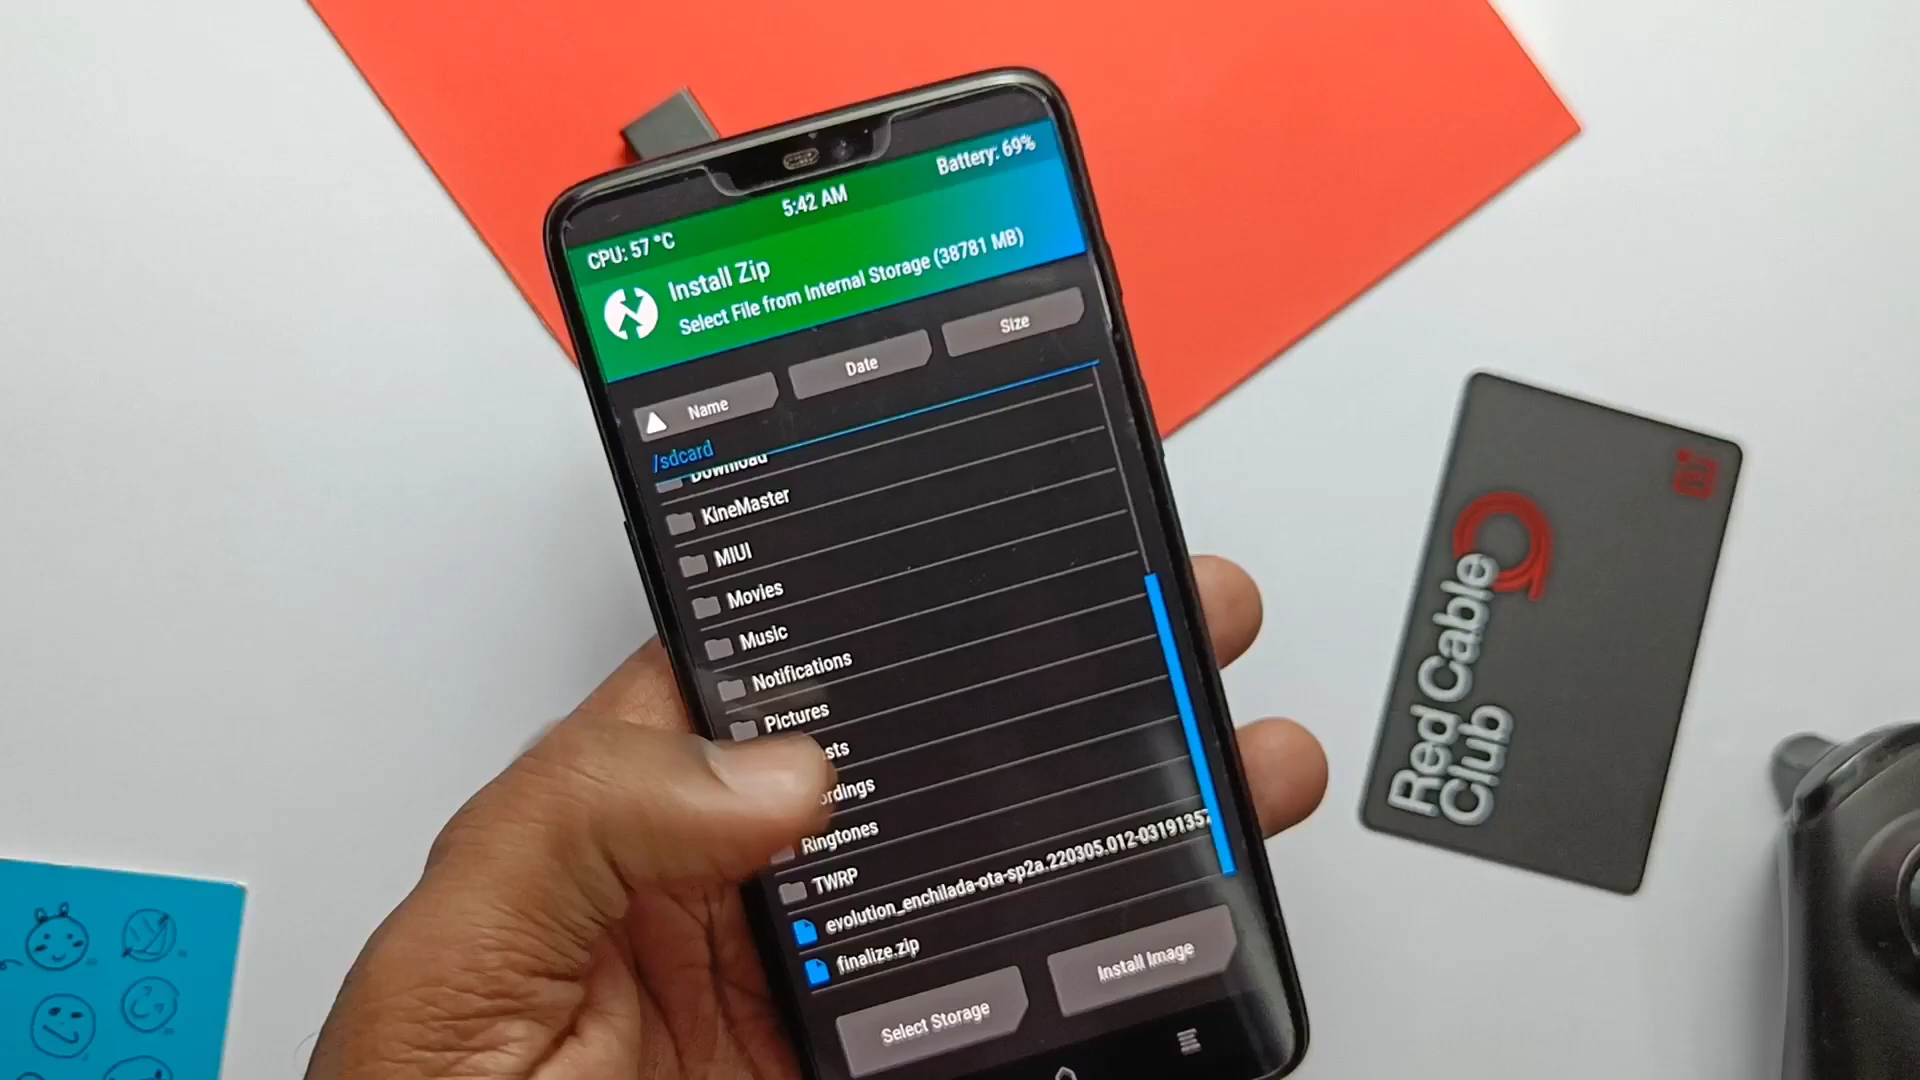 Battery: 69%
5:42 AM
CPU: 57 °C
Install Zip
Select File from Internal Storage (38781 MB)
Name
Date
Size
/sdcard
Download
KineMaster
MIUI
Movies
Music
Notifications
Pictures
Ringtones
TWRP
evolution_enchilada-ota-sp2a.220305.012-03191357
finalize.zip
Select Storage
Install Image
Red Cable
Club